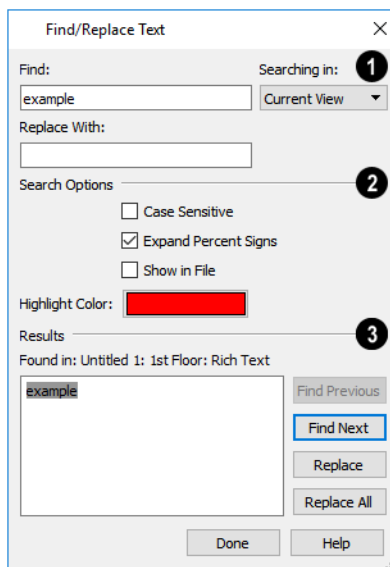 Find/Replace Text
Find:
Searching in:
1
example
Current View
Replace With:
Search Options
2
Case Sensitive
Expand Percent Signs
Show in File
Highlight Color:
Results
3
Found in: Untitled 1: 1st Floor: Rich Text
example
Find Previous
Find Next
Replace
Replace All
Done
Help